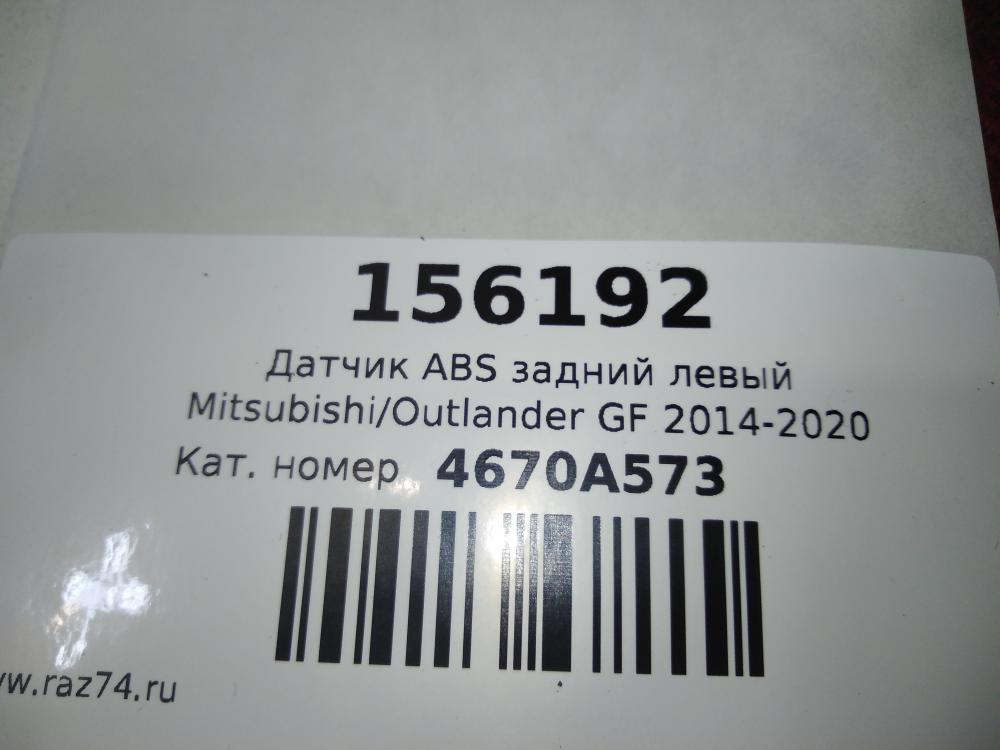 156192
Датчик ABS задний левый
Mitsubishi/Outlander GF 2014-2020
Кат. номер 4670A573
w.raz74.ru